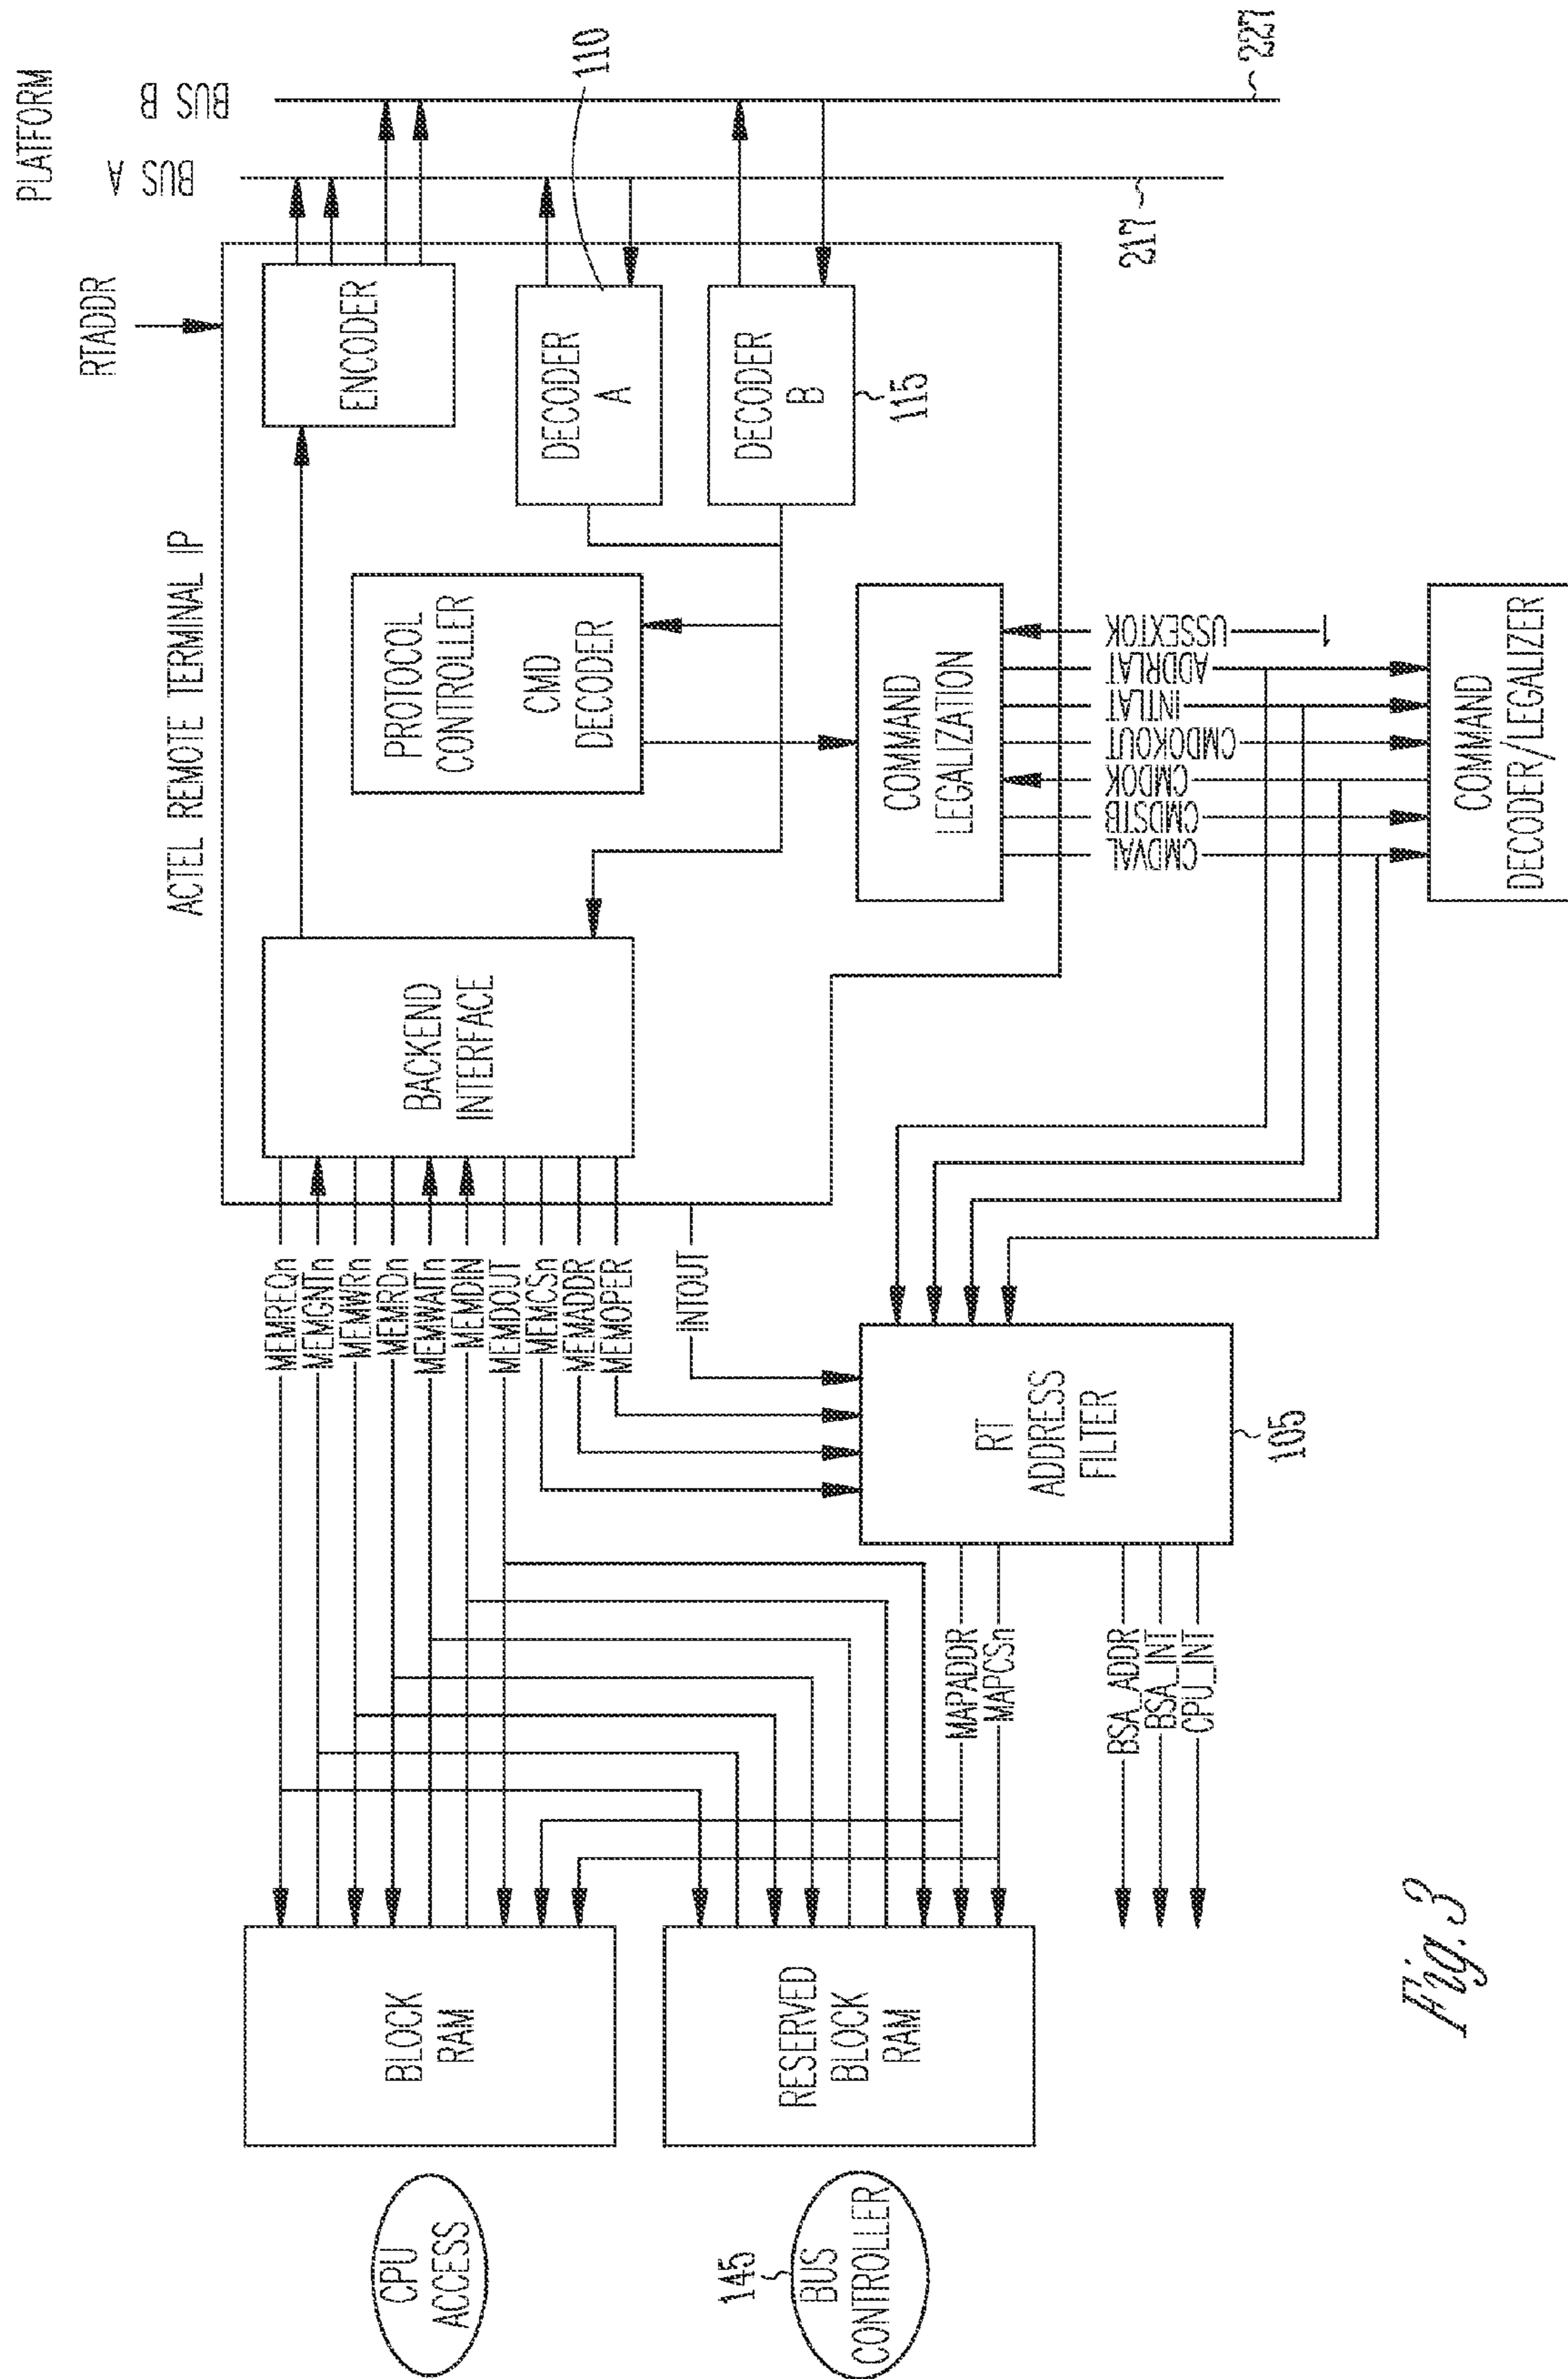 PLATFORM
BUS A
BUS B
RTADDR
ACTEL REMOTE TERMINAL IP
ENCODER
DECODER
A
110
DECODER
B
115
217
227
PROTOCOL
CONTROLLER
CMD
DECODER
BACKEND
INTERFACE
COMMAND
LEGALIZATION
CMDVAL
CMDSTB
CMDOK
CMDOKOUT
INTLAT
ADDRLAT
USSEXTOK
1
COMMAND
DECODER/LEGALIZER
MEMREQn
MEMGNTn
MEMWRn
MEMRDn
MEMWAITn
MEMDIN
MEMDOUT
MEMCSn
MEMADDR
MEMOPER
INTOUT
RT
ADDRESS
FILTER
105
MAPADDR
MAPCSn
BSA_ADDR
BSA_INT
CPU_INT
BLOCK
RAM
RESERVED
BLOCK
RAM
CPU
ACCESS
145
BUS
CONTROLLER
Fig. 3